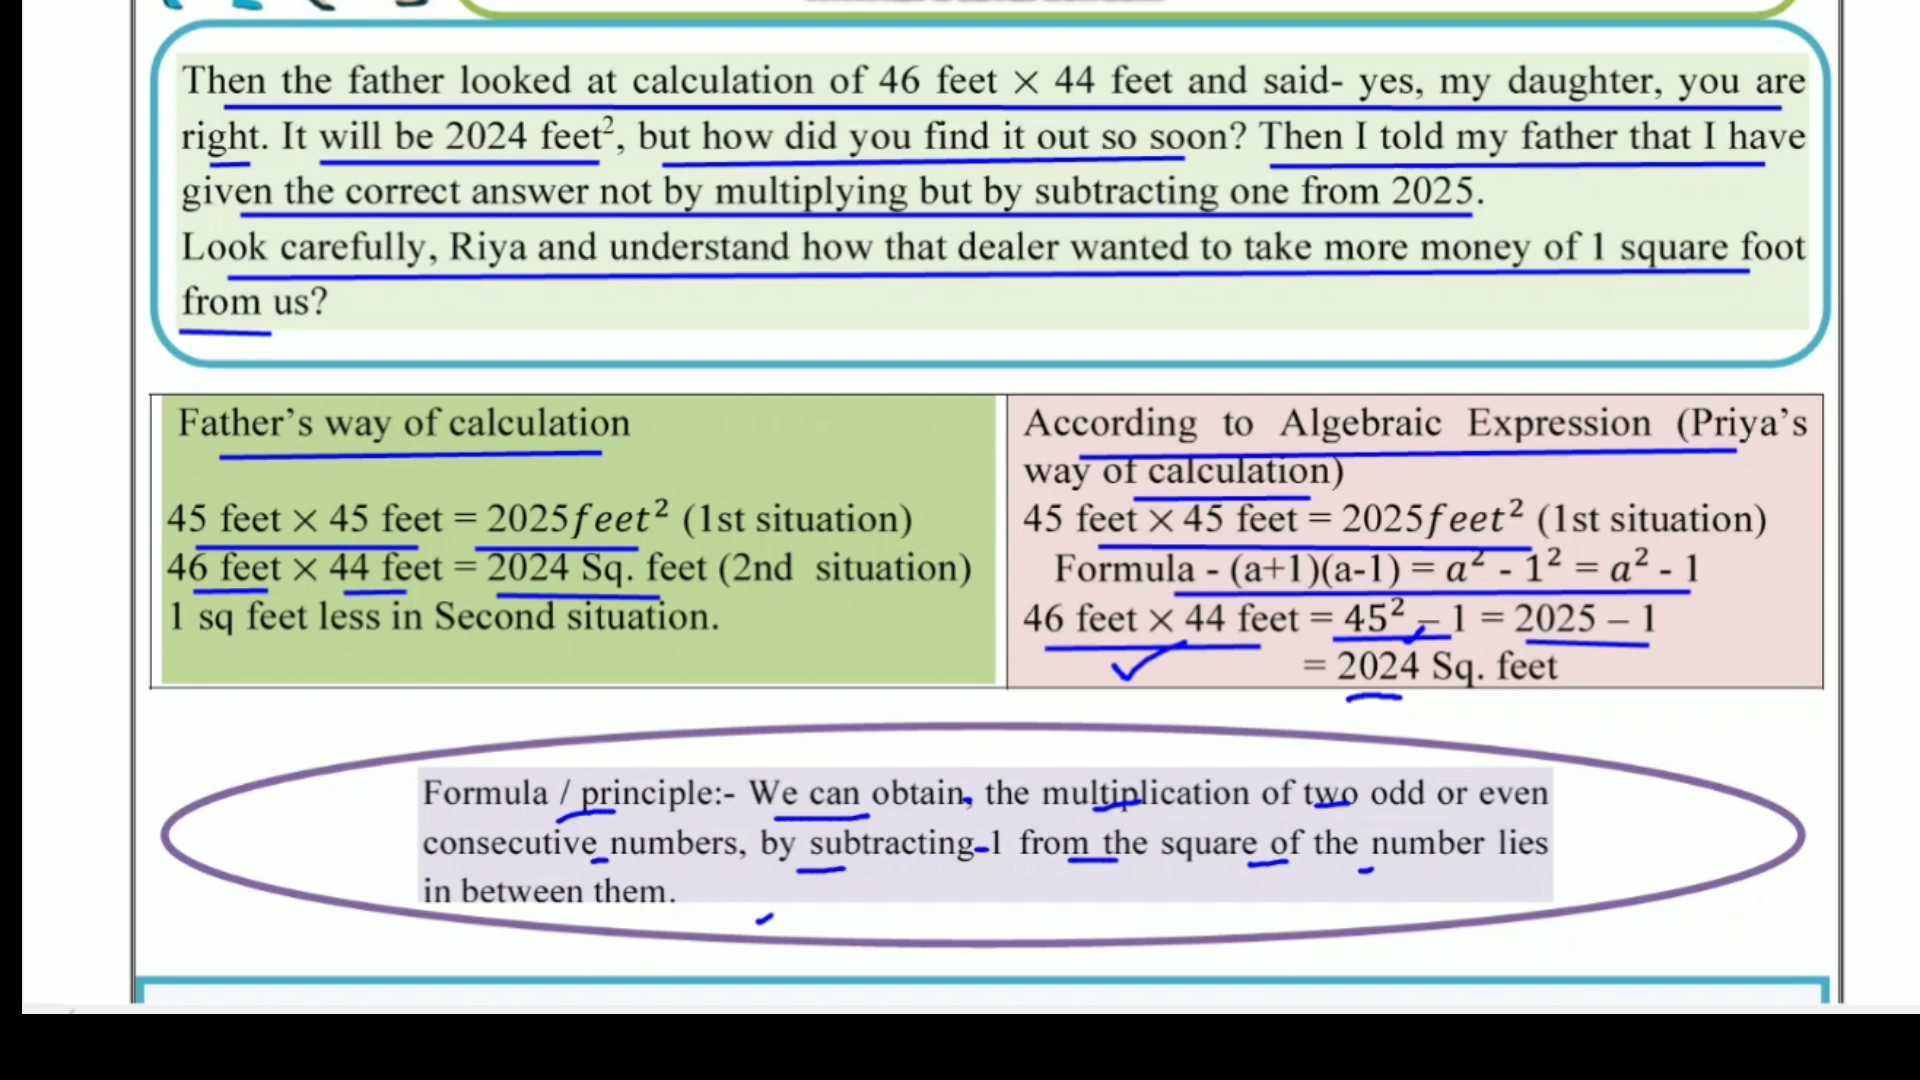 Then the father looked at calculation of 46 feet × 44 feet and said- yes, my daughter, you are
right. It will be 2024 feet², but how did you find it out so soon? Then I told my father that I have
given the correct answer not by multiplying but by subtracting one from 2025.
Look carefully, Riya and understand how that dealer wanted to take more money of 1 square foot
from us?
Father's way of calculation
45 feet × 45 feet = 2025feet² (1st situation)
46 feet × 44 feet = 2024 Sq. feet (2nd situation)
1 sq feet less in Second situation.
According to Algebraic Expression (Priya's
way of calculation)
45 feet × 45 feet = 2025feet² (1st situation)
Formula - (a+1)(a-1) = a² - 1² = a² - 1
46 feet × 44 feet = 45² – 1 = 2025 – 1
= 2024 Sq. feet
Formula / principle:- We can obtain, the multiplication of two odd or even
consecutive numbers, by subtracting 1 from the square of the number lies
in between them.